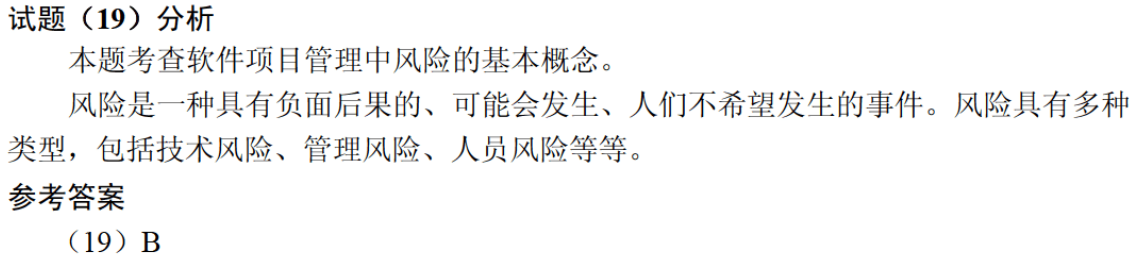 试题（19）分析
本题考查软件项目管理中风险的基本概念。
风险是一种具有负面后果的、可能会发生、人们不希望发生的事件。风险具有多种
类型，包括技术风险、管理风险、人员风险等等。
参考答案
（19）B